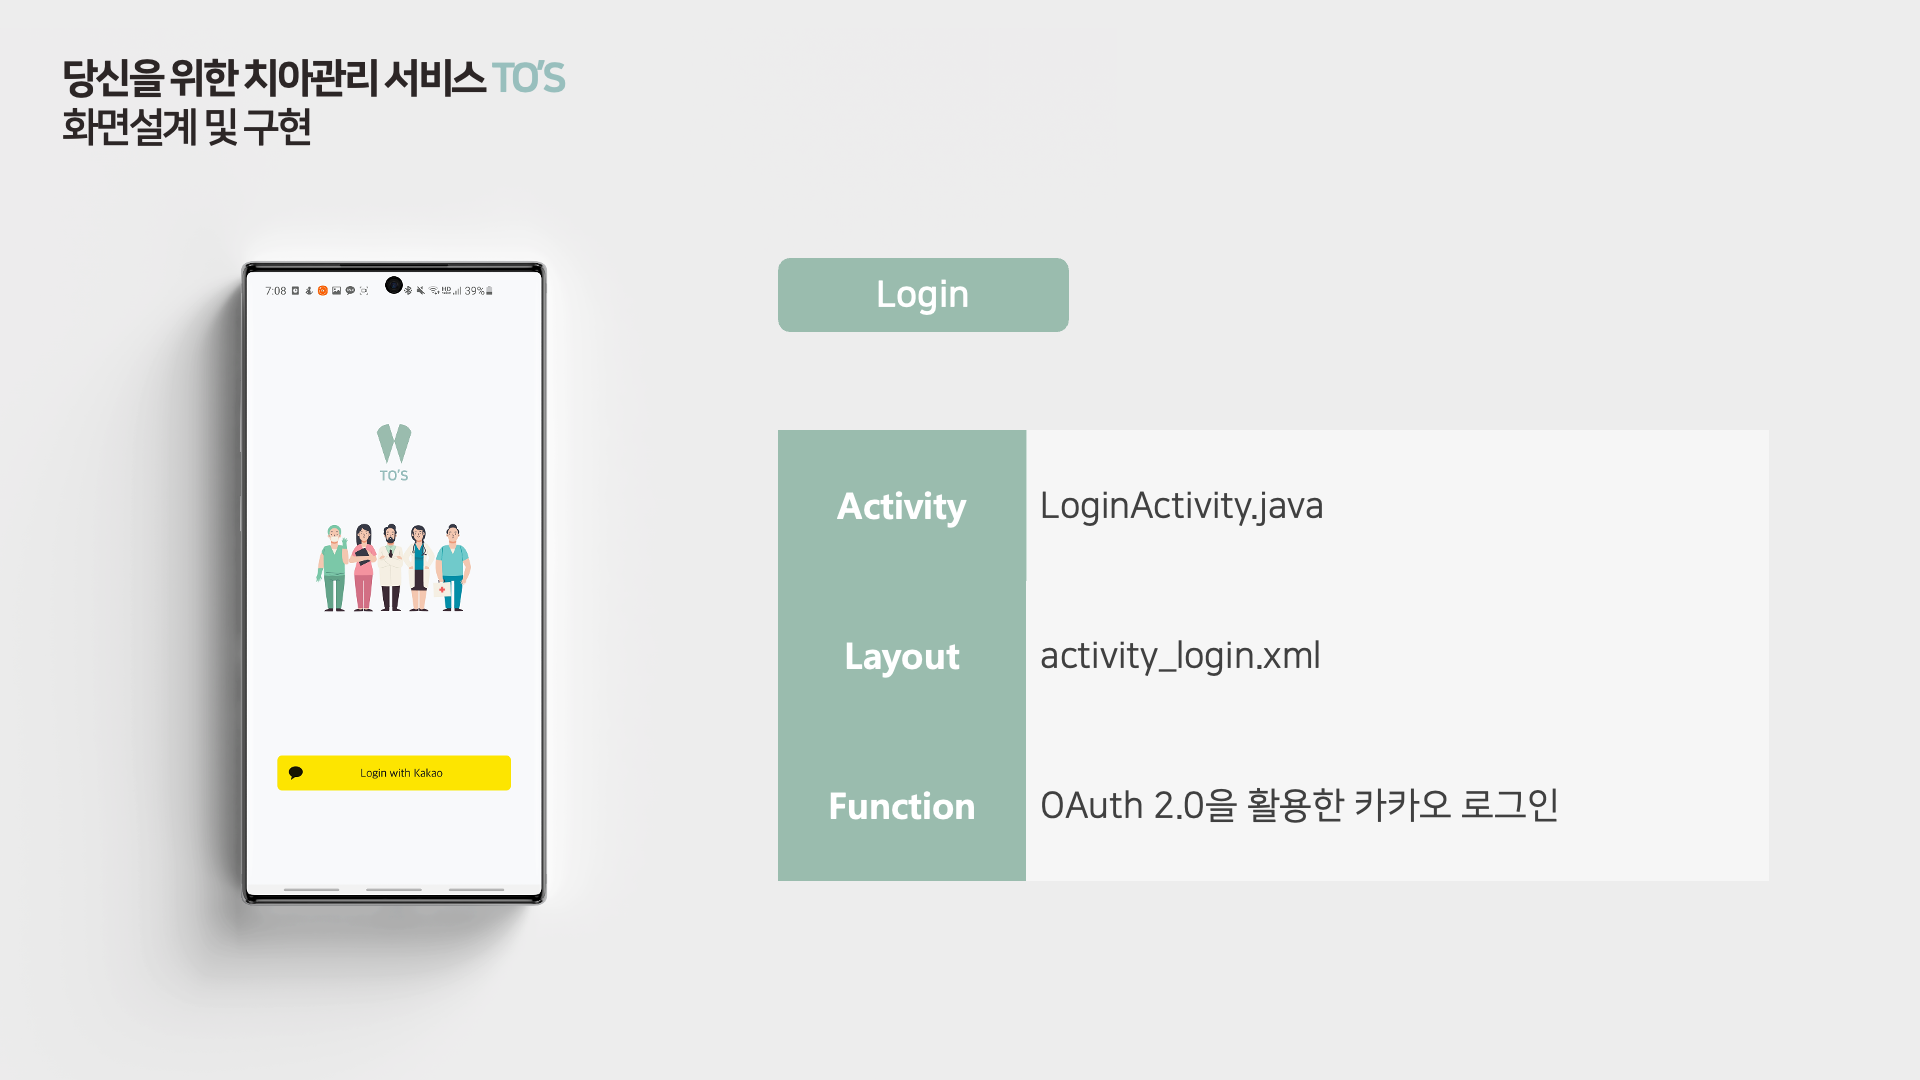 당신을 위한 치아관리 서비스 TO'S
화면설계 및 구현
7:08
39%
TO'S
Login with Kakao
Login
Activity
LoginActivity.java
Layout
activity_login.xml
Function
OAuth 2.0을 활용한 카카오 로그인